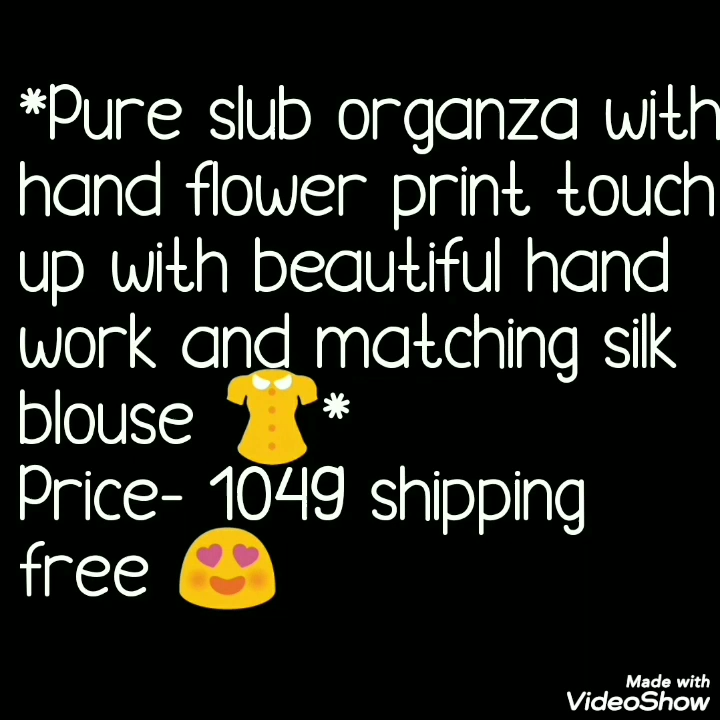 *Pure slub organza with
hand flower print touch
up with beautiful hand
work and matching silk
blouse 👚*
Price- 1049 shipping
free 😍
Made with
VideoShow